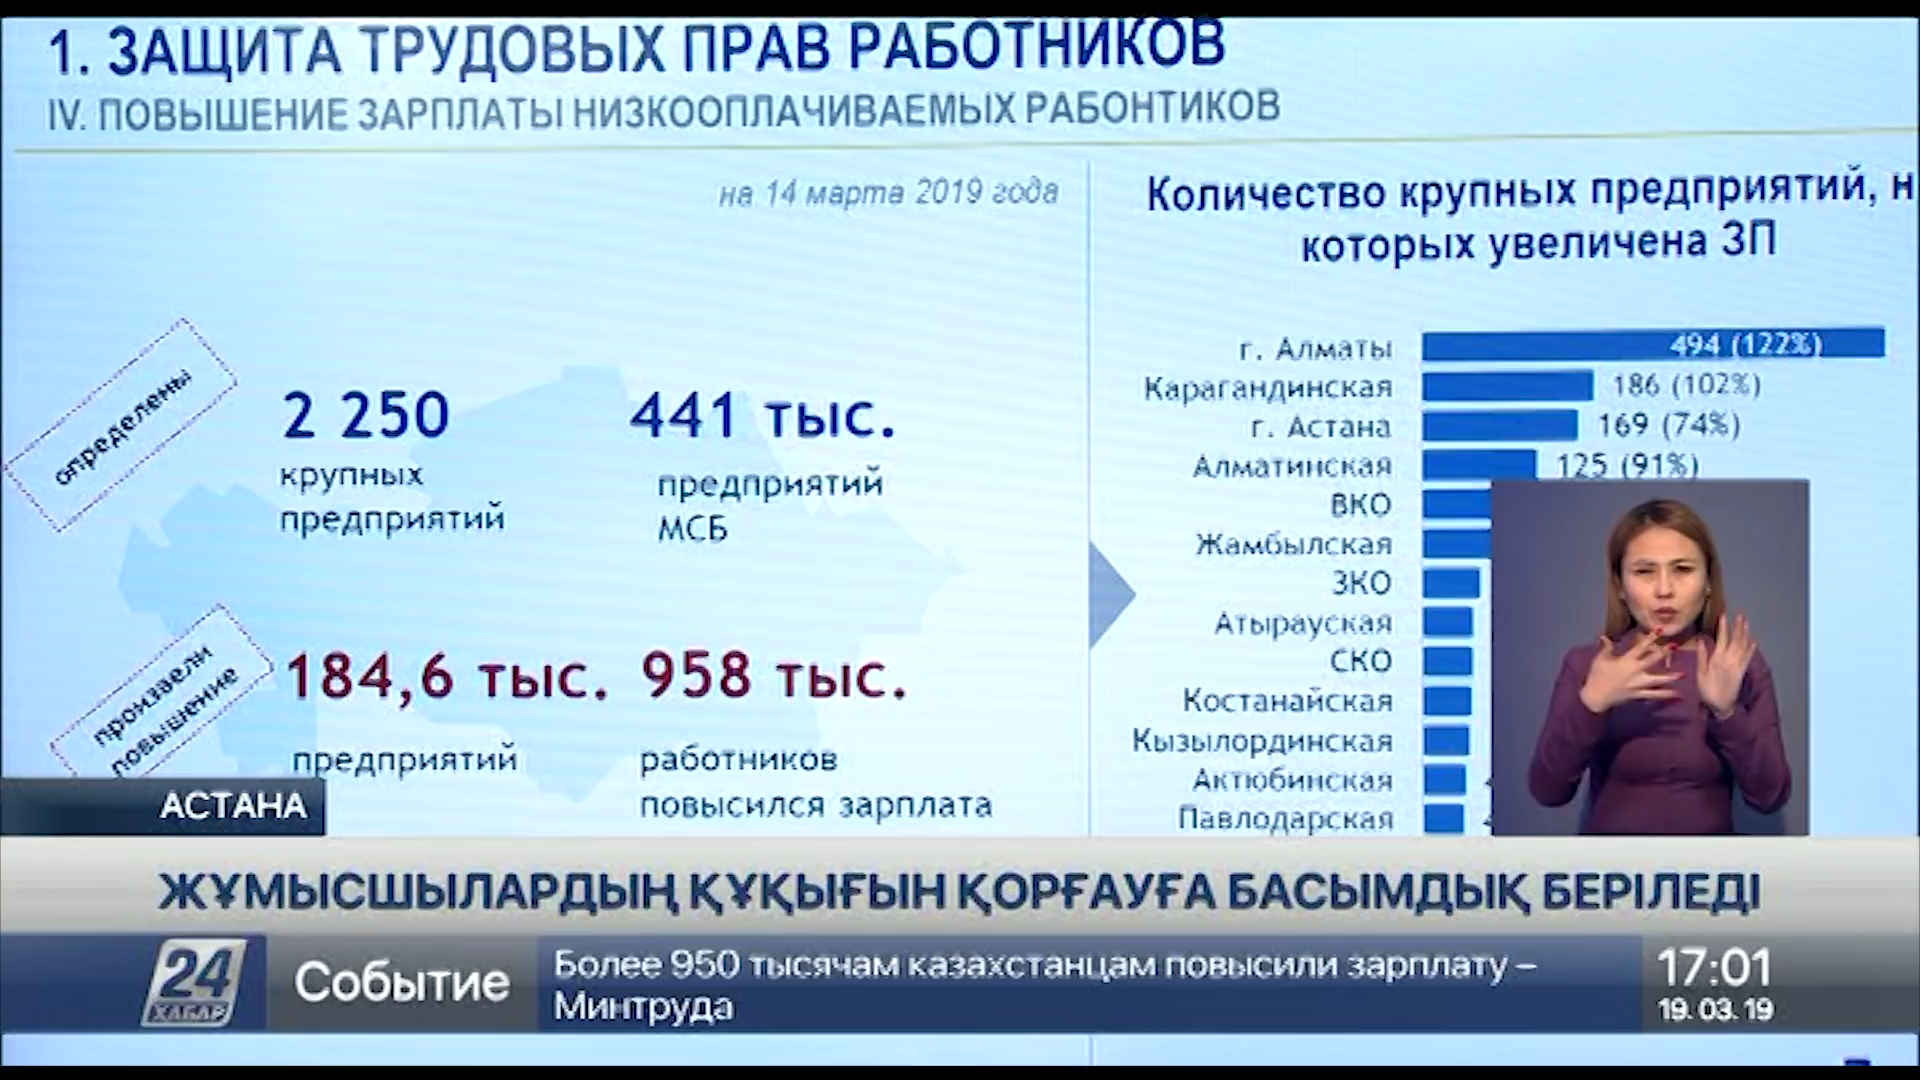 1. ЗАЩИТА ТРУДОВЫХ ПРАВ РАБОТНИКОВ
IV. ПОВЫШЕНИЕ ЗАРПЛАТЫ НИЗКООПЛАЧИВАЕМЫХ РАБОНТИКОВ
на 14 марта 2019 года
определены
2 250
крупных
предприятий
441 тыс.
предприятий
МСБ
произвели
повышение
184,6 тыс.
предприятий
958 тыс.
работников
повысился зарплата
Количество крупных предприятий, н
которых увеличена ЗП
г. Алматы 494 (122%)
Карагандинская 186 (102%)
г. Астана 169 (74%)
Алматинская 125 (91%)
ВКО
Жамбылская
ЗКО
Атырауская
СКО
Костанайская
Кызылординская
Актюбинская
Павлодарская
АСТАНА
ЖҰМЫСШЫЛАРДЫҢ ҚҰҚЫҒЫН ҚОРҒАУҒА БАСЫМДЫҚ БЕРІЛЕДІ
24
ХАБАР
Событие
Более 950 тысячам казахстанцам повысили зарплату –
Минтруда
17:01
19. 03. 19